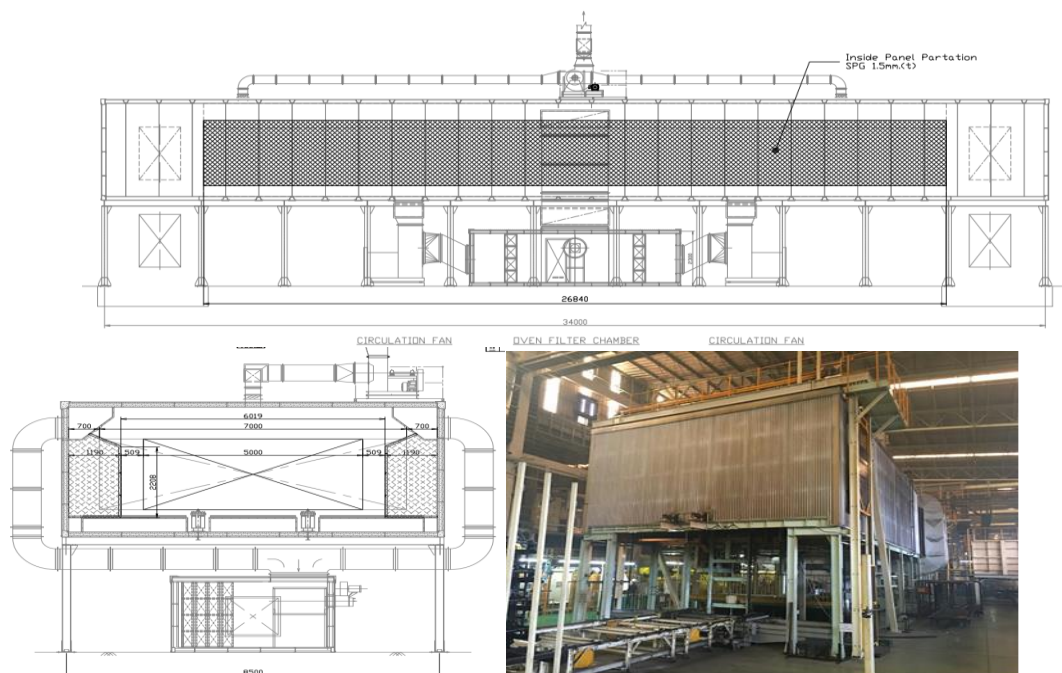 Inside Panel Partation
SPG 1.5mm.(t)
26840
34000
CIRCULATION FAN
OVEN FILTER CHAMBER
CIRCULATION FAN
6019
700
7000
700
1190
509
5000
509
1190
2208
8500